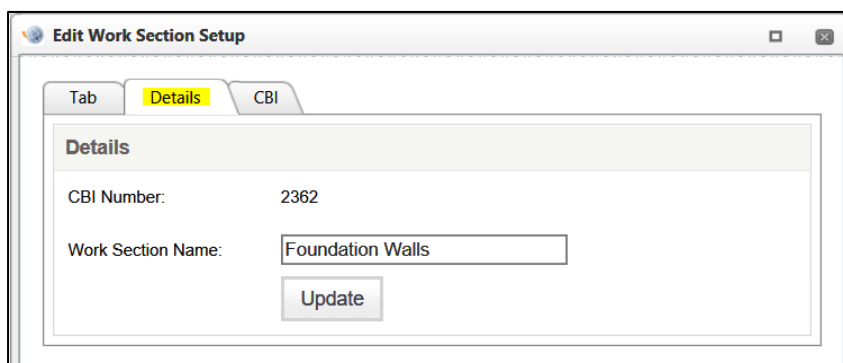 Edit Work Section Setup
Tab Details CBI
Details
CBI Number: 2362
Work Section Name: Foundation Walls
Update